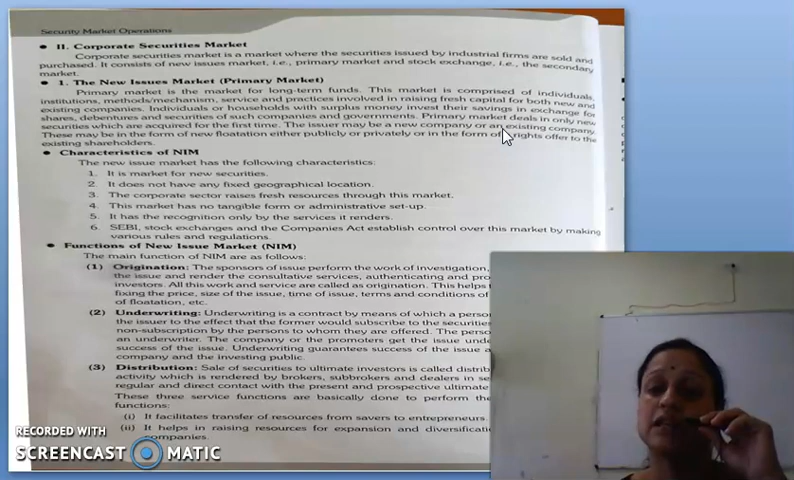 Security Market Operations
• II. Corporate Securities Market
Corporate securities market is a market where the securities issued by industrial firms are sold and
purchased. It consists of new issues market, i.e., primary market and stock exchange, i.e., the secondary
market.
• 1. The New Issues Market (Primary Market)
Primary market is the market for long-term funds. This market is comprised of individuals,
institutions, methods/mechanism, service and practices involved in raising fresh capital for both new and
existing companies. Individuals or households with surplus money invest their savings in exchange for
shares, debentures and securities of such companies and governments. Primary market deals in only new
securities which are acquired for the first time. The issuer may be a new company or an existing company.
These may be in the form of new floatation either publicly or privately or in the form of rights offer to the
existing shareholders.
• Characteristics of NIM
The new issue market has the following characteristics:
1. It is market for new securities.
2. It does not have any fixed geographical location.
3. The corporate sector raises fresh resources through this market.
4. This market has no tangible form or administrative set-up.
5. It has the recognition only by the services it renders.
6. SEBI, stock exchanges and the Companies Act establish control over this market by making
various rules and regulations.
• Functions of New Issue Market (NIM)
The main function of NIM are as follows:
(1) Origination: The sponsors of issue perform the work of investigation,
the issue and render the consultative services, authenticating and pro
investors. All this work and service are called as origination. This helps
fixing the price, size of the issue, time of issue, terms and conditions of
of floatation, etc.
(2) Underwriting: Underwriting is a contract by means of which a person
the issuer to the effect that the former would subscribe to the securities
non-subscription by the persons to whom they are offered. The person
an underwriter. The company or the promoters get the issue unde
success of the issue. Underwriting guarantees success of the issue a
company and the investing public.
(3) Distribution: Sale of securities to ultimate investors is called distrib
activity which is rendered by brokers, subbrokers and dealers in se
regular and direct contact with the present and prospective ultimate
These three service functions are basically done to perform the
functions:
(i) It facilitates transfer of resources from savers to entrepreneurs.
(ii) It helps in raising resources for expansion and diversificati
companies.
RECORDED WITH
SCREENCAST MATIC